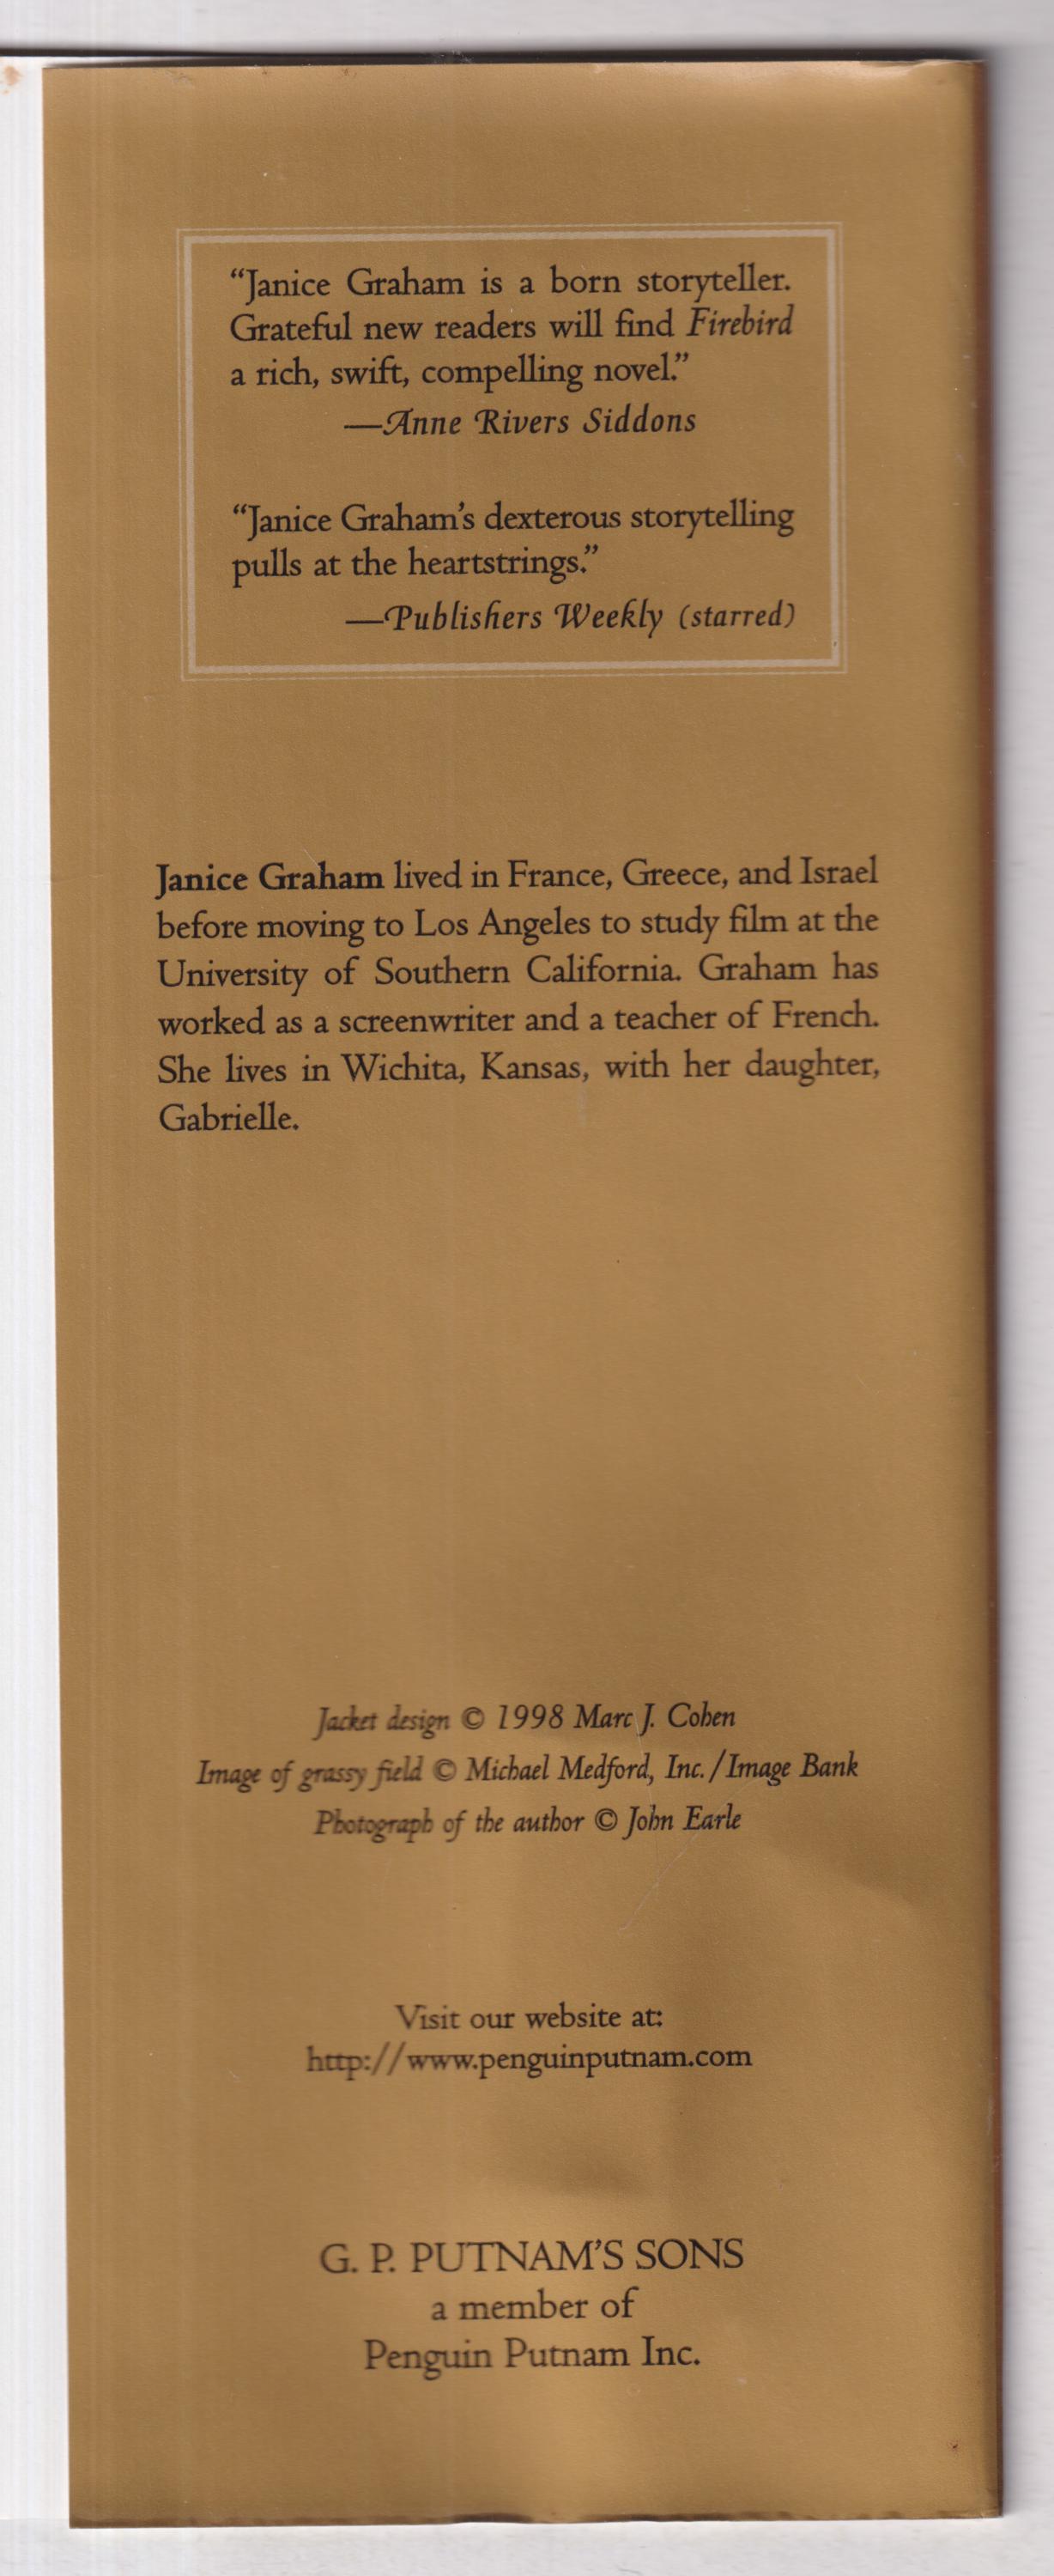 “Janice Graham is a born storyteller.
Grateful new readers will find Firebird
a rich, swift, compelling novel.”
—Anne Rivers Siddons
“Janice Graham’s dexterous storytelling
pulls at the heartstrings.”
—Publishers Weekly (starred)
Janice Graham lived in France, Greece, and Israel
before moving to Los Angeles to study film at the
University of Southern California. Graham has
worked as a screenwriter and a teacher of French.
She lives in Wichita, Kansas, with her daughter,
Gabrielle.
Jacket design © 1998 Marc J. Cohen
Image of grassy field © Michael Medford, Inc./Image Bank
Photograph of the author © John Earle
Visit our website at:
http://www.penguinputnam.com
G. P. PUTNAM’S SONS
a member of
Penguin Putnam Inc.